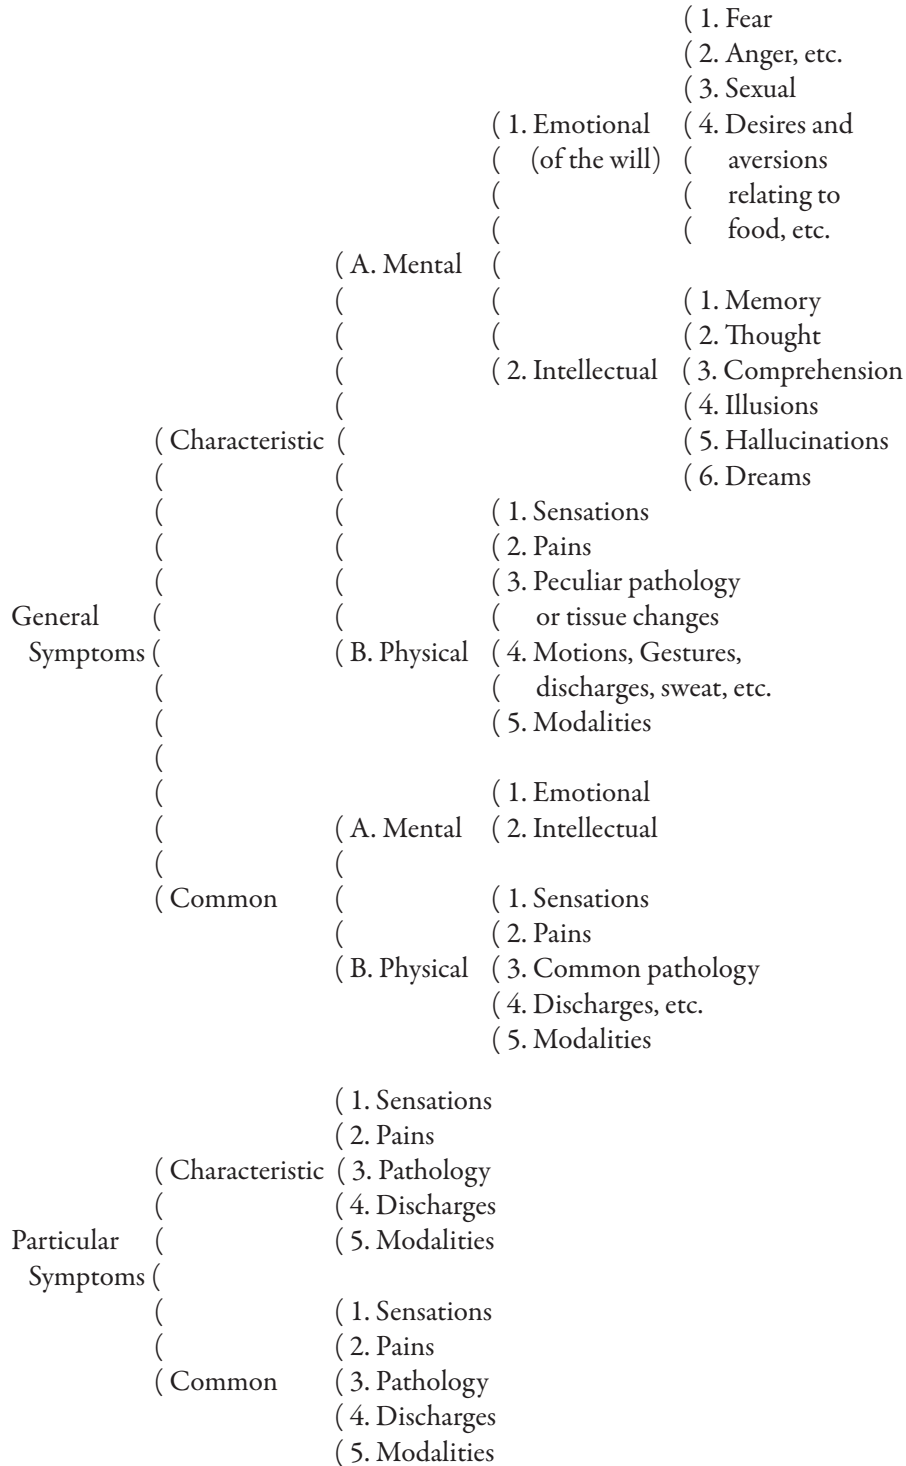 ( 1. Fear
( 2. Anger, etc.
( 3. Sexual
( 1. Emotional ( 4. Desires and
( (of the will) ( aversions
( ( relating to
( ( food, etc.
( A. Mental (
( ( ( 1. Memory
( ( ( 2. Thought
( ( 2. Intellectual ( 3. Comprehension
( ( 4. Illusions
( Characteristic ( ( 5. Hallucinations
( ( ( 6. Dreams
( ( ( 1. Sensations
( ( ( 2. Pains
( ( ( 3. Peculiar pathology
General ( ( ( or tissue changes
Symptoms ( ( B. Physical ( 4. Motions, Gestures,
( ( discharges, sweat, etc.
( ( 5. Modalities
(
( ( 1. Emotional
( ( A. Mental ( 2. Intellectual
( (
( Common ( ( 1. Sensations
( ( 2. Pains
( B. Physical ( 3. Common pathology
( 4. Discharges, etc.
( 5. Modalities
( 1. Sensations
( 2. Pains
( Characteristic ( 3. Pathology
( ( 4. Discharges
Particular ( ( 5. Modalities
Symptoms (
( ( 1. Sensations
( ( 2. Pains
( Common ( 3. Pathology
( 4. Discharges
( 5. Modalities